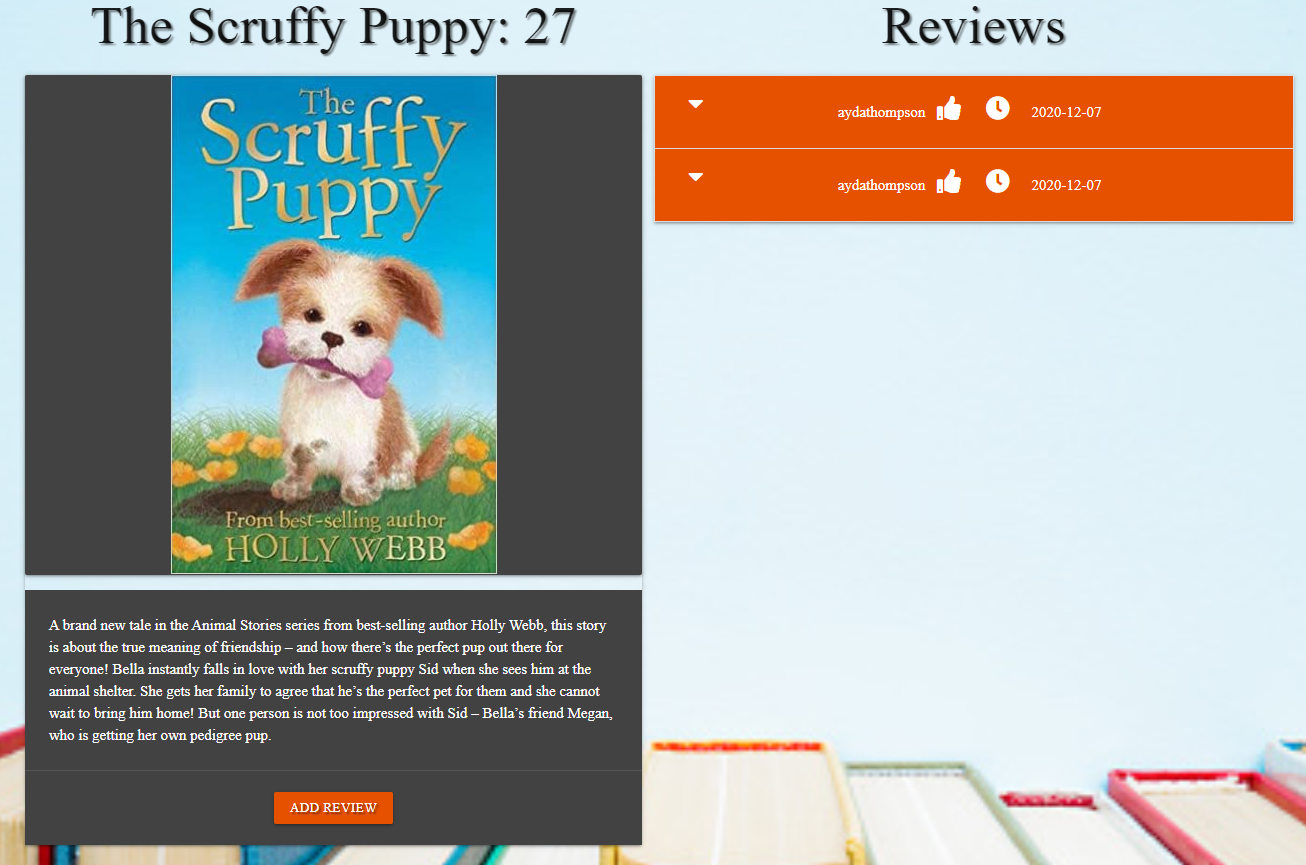 The Scruffy Puppy: 27
The
Scruffy
Puppy
From best-selling author
HOLLY WEBB
A brand new tale in the Animal Stories series from best-selling author Holly Webb, this story
is about the true meaning of friendship – and how there’s the perfect pup out there for
everyone! Bella instantly falls in love with her scruffy puppy Sid when she sees him at the
animal shelter. She gets her family to agree that he’s the perfect pet for them and she cannot
wait to bring him home! But one person is not too impressed with Sid – Bella’s friend Megan,
who is getting her own pedigree pup.
ADD REVIEW
Reviews
aydathompson 2020-12-07
aydathompson 2020-12-07